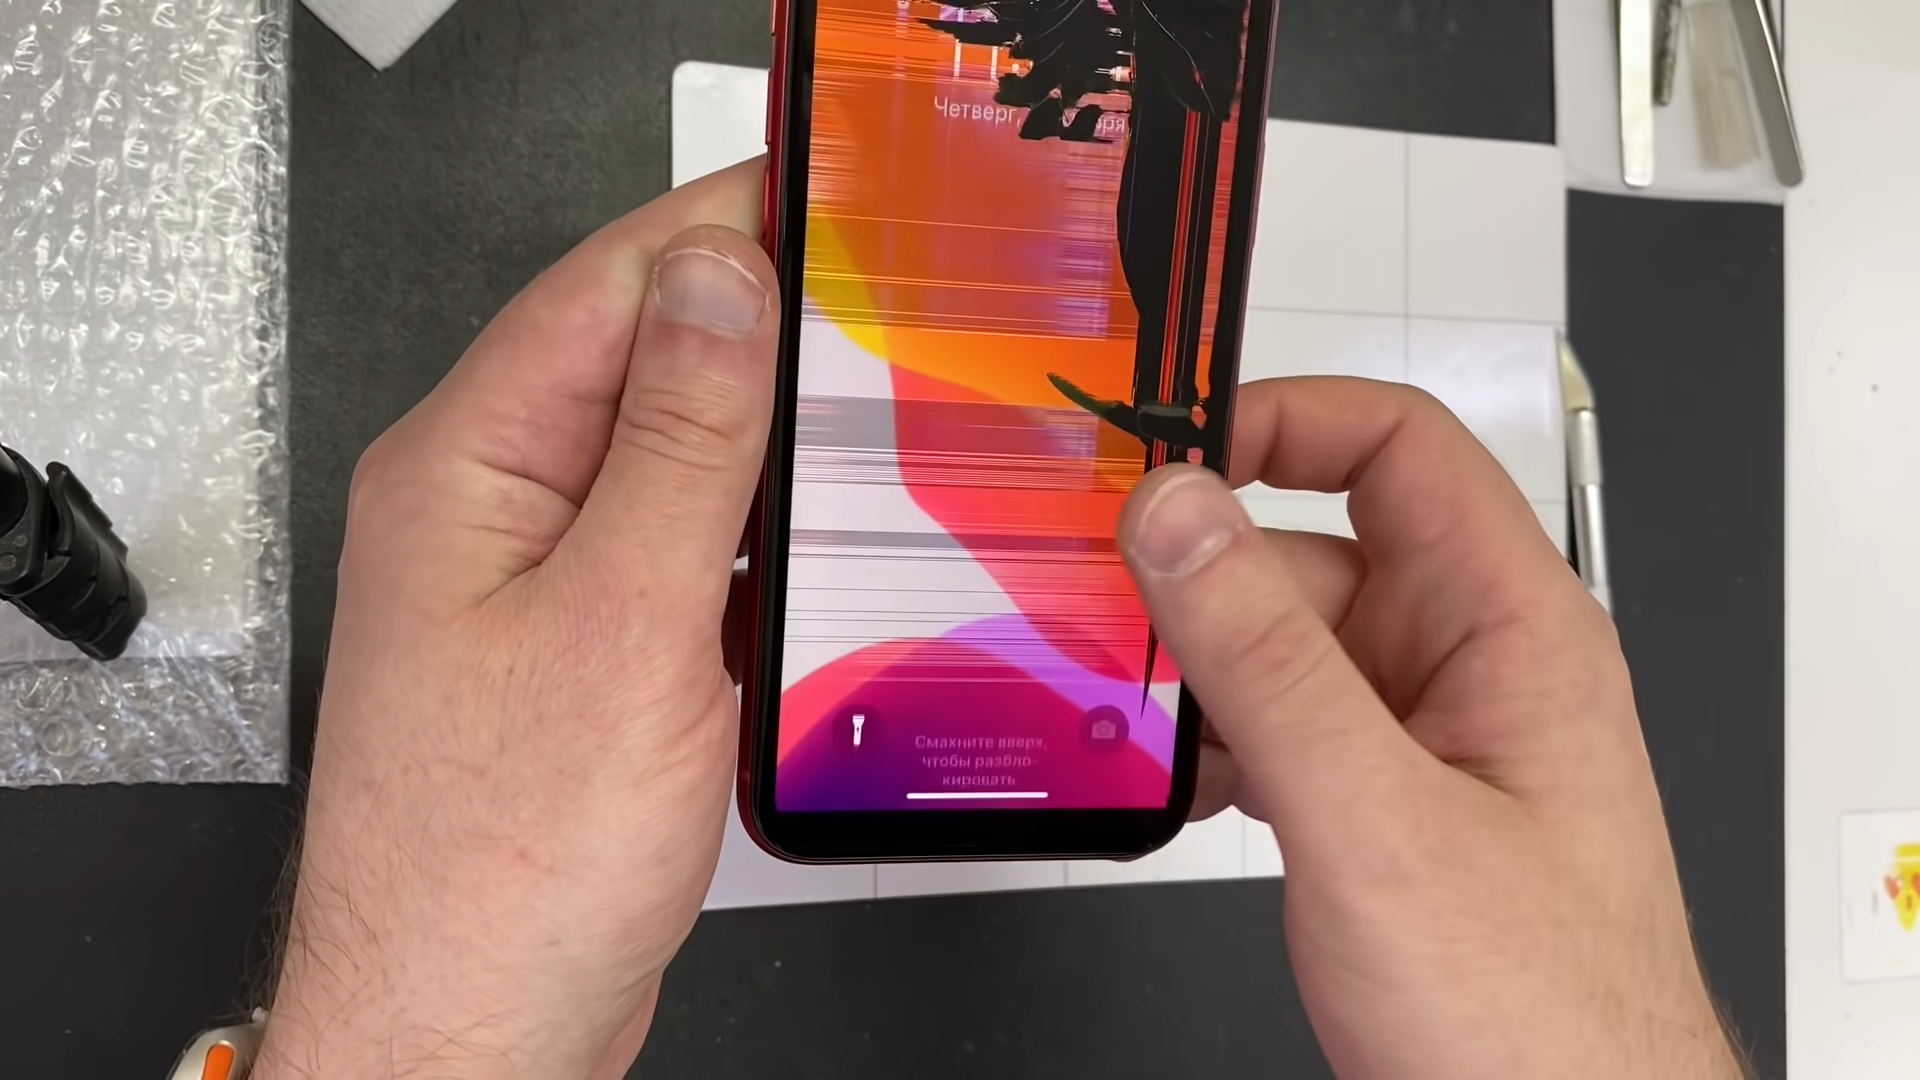 Четверг,
Смахните вверх,
чтобы разбло-
кировать